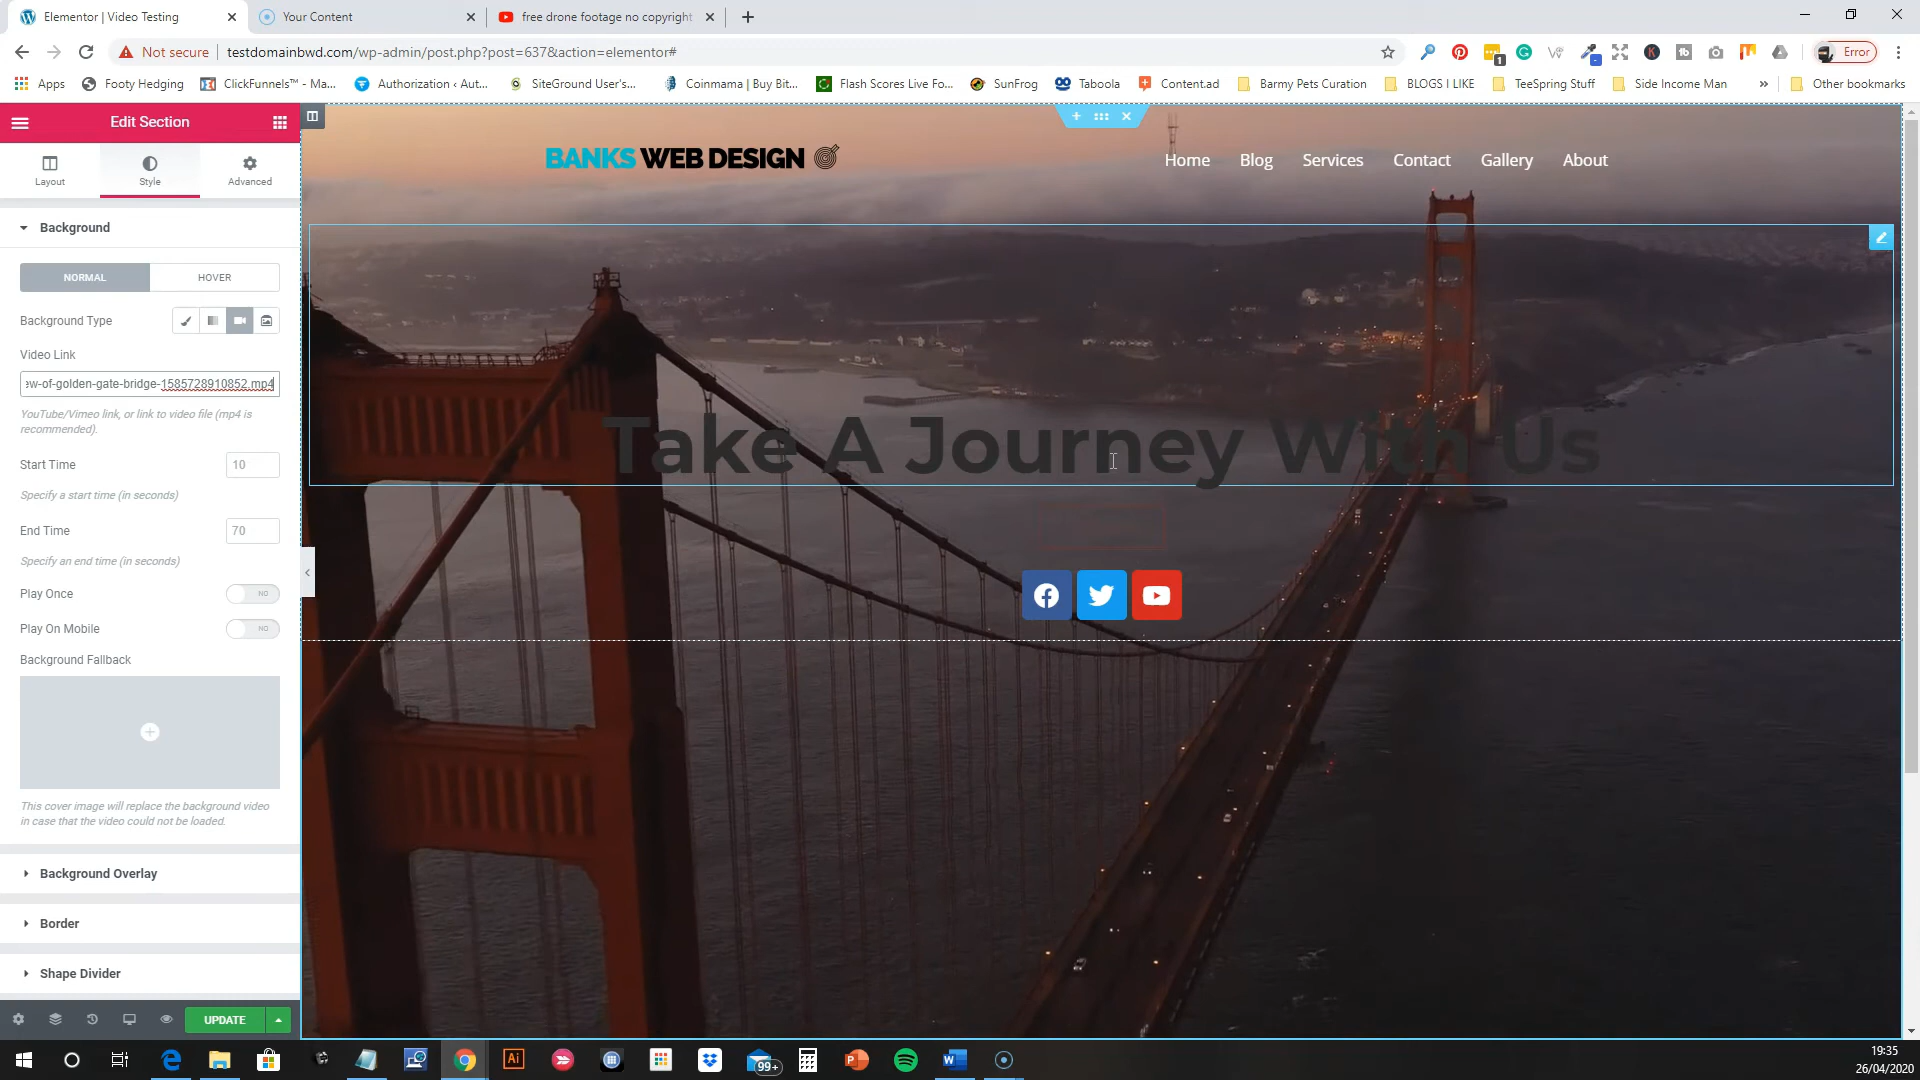 Elementor | Video Testing
Your Content
free drone footage no copyright
Not secure
testdomainbwd.com/wp-admin/post.php?post=637&action=elementor#
Error
Apps
Footy Hedging
ClickFunnels™ - Ma...
Authorization ‹ Aut...
SiteGround User's...
Coinmama | Buy Bit...
Flash Scores Live Fo...
SunFrog
Taboola
Content.ad
Barmy Pets Curation
BLOGS I LIKE
TeeSpring Stuff
Side Income Man
»
Other bookmarks
Edit Section
Layout
Style
Advanced
Background
NORMAL
HOVER
Background Type
Video Link
ew-of-golden-gate-bridge-1585728910852.mp4
YouTube/Vimeo link, or link to video file (mp4 is
recommended).
Start Time
10
Specify a start time (in seconds)
End Time
70
Specify an end time (in seconds)
Play Once
NO
Play On Mobile
NO
Background Fallback
This cover image will replace the background video
in case that the video could not be loaded.
Background Overlay
Border
Shape Divider
UPDATE
BANKS WEB DESIGN
Home
Blog
Services
Contact
Gallery
About
Take A Journey With Us
99+
19:35
26/04/2020